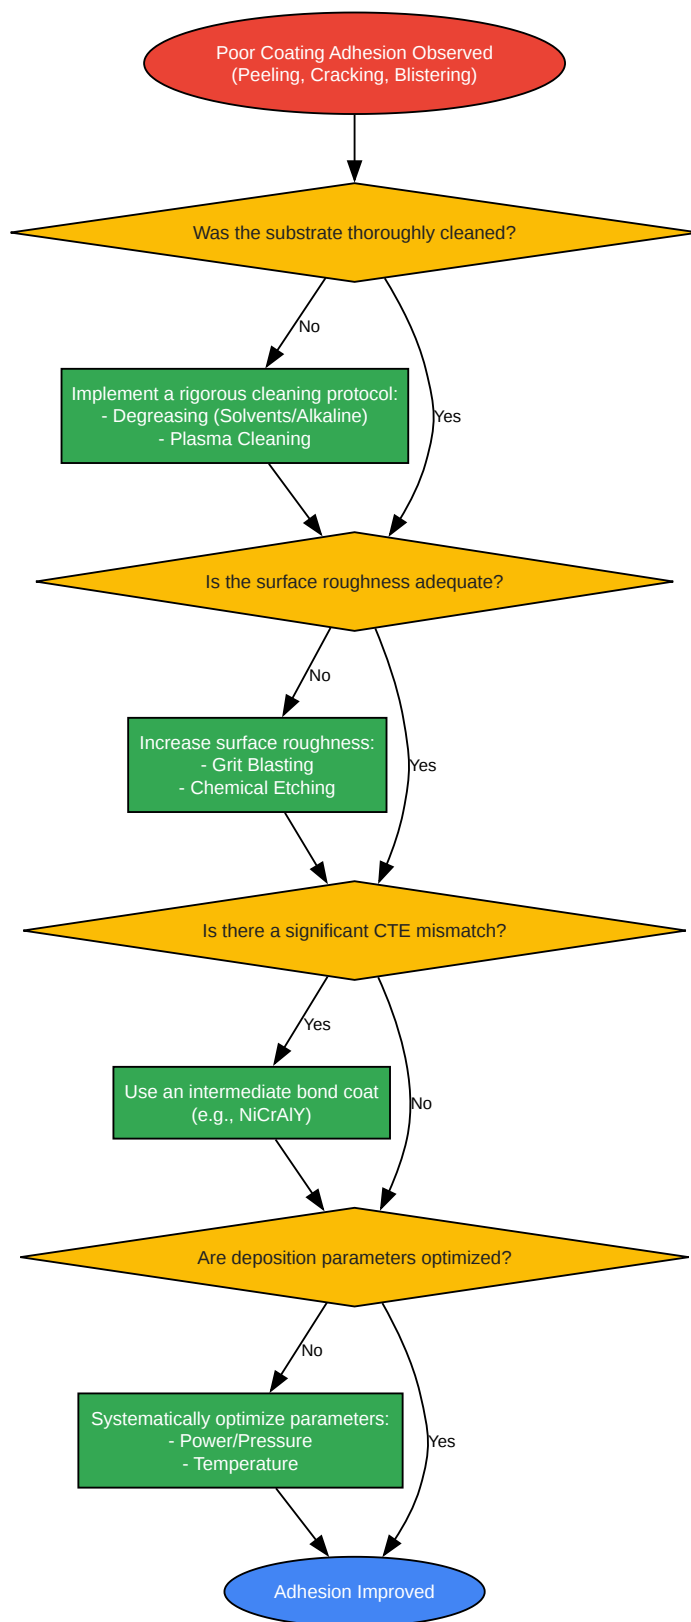 Poor Coating Adhesion Observed
(Peeling, Cracking, Blistering)
Was the substrate thoroughly cleaned?
No
Implement a rigorous cleaning protocol:
- Degreasing (Solvents/Alkaline)
- Plasma Cleaning
Yes
Is the surface roughness adequate?
No
Increase surface roughness:
- Grit Blasting
- Chemical Etching
Yes
Is there a significant CTE mismatch?
Yes
Use an intermediate bond coat
(e.g., NiCrAlY)
No
Are deposition parameters optimized?
No
Systematically optimize parameters:
- Power/Pressure
- Temperature
Yes
Adhesion Improved